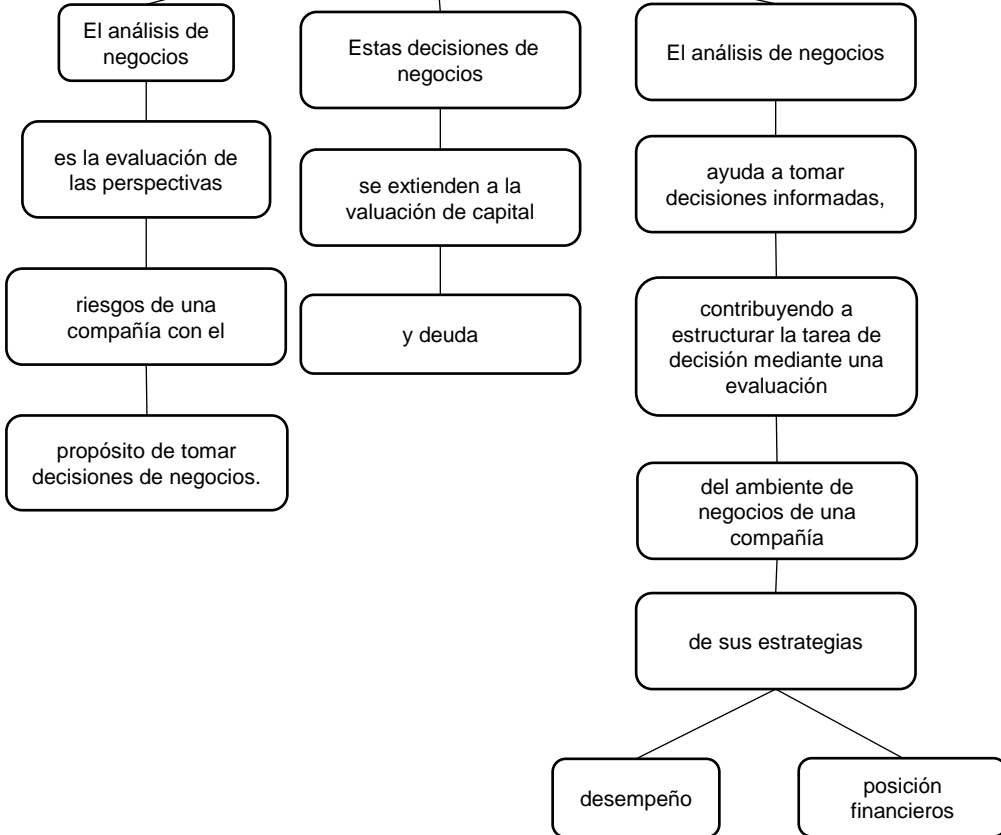 El análisis de
negocios
es la evaluación de
las perspectivas
riesgos de una
compañía con el
propósito de tomar
decisiones de negocios.
Estas decisiones de
negocios
se extienden a la
valuación de capital
y deuda
El análisis de negocios
ayuda a tomar
decisiones informadas,
contribuyendo a
estructurar la tarea de
decisión mediante una
evaluación
del ambiente de
negocios de una
compañía
de sus estrategias
desempeño
posición
financieros